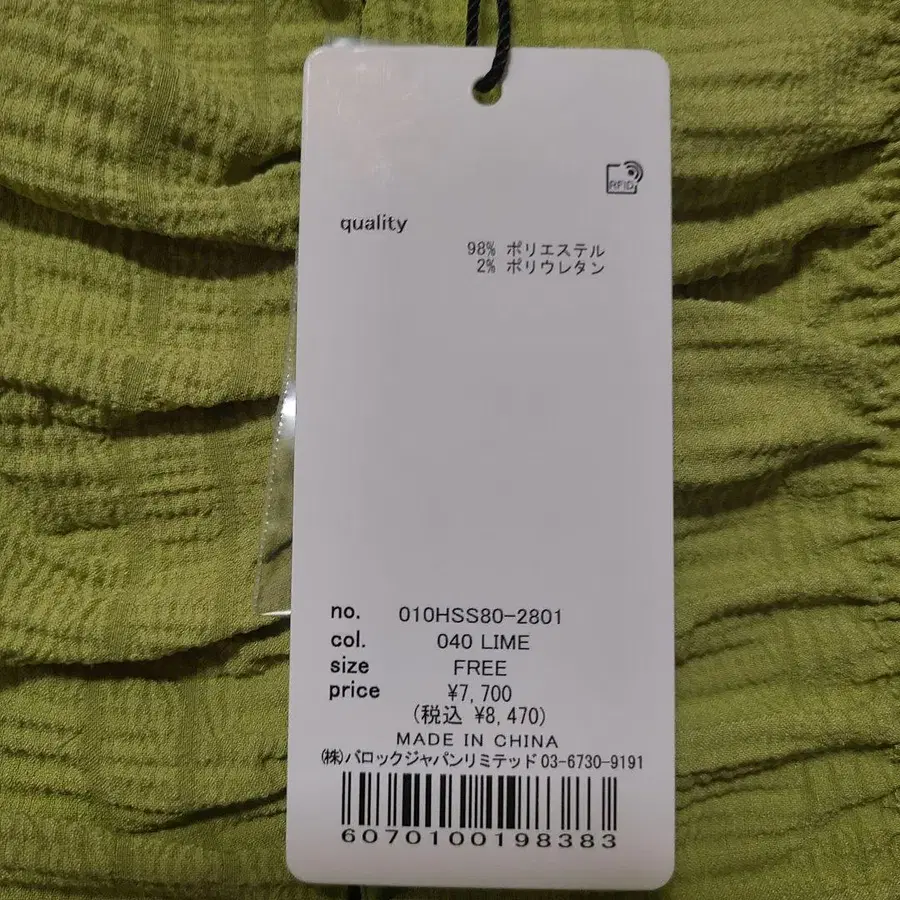 RFID
quality
98% ポリエステル
2% ポリウレタン
no. 010HSS80-2801
col. 040 LIME
size FREE
price ¥7,700
(税込 ¥8,470)
MADE IN CHINA
(株)バロックジャパンリミテッド 03-6730-9191
6070100198383